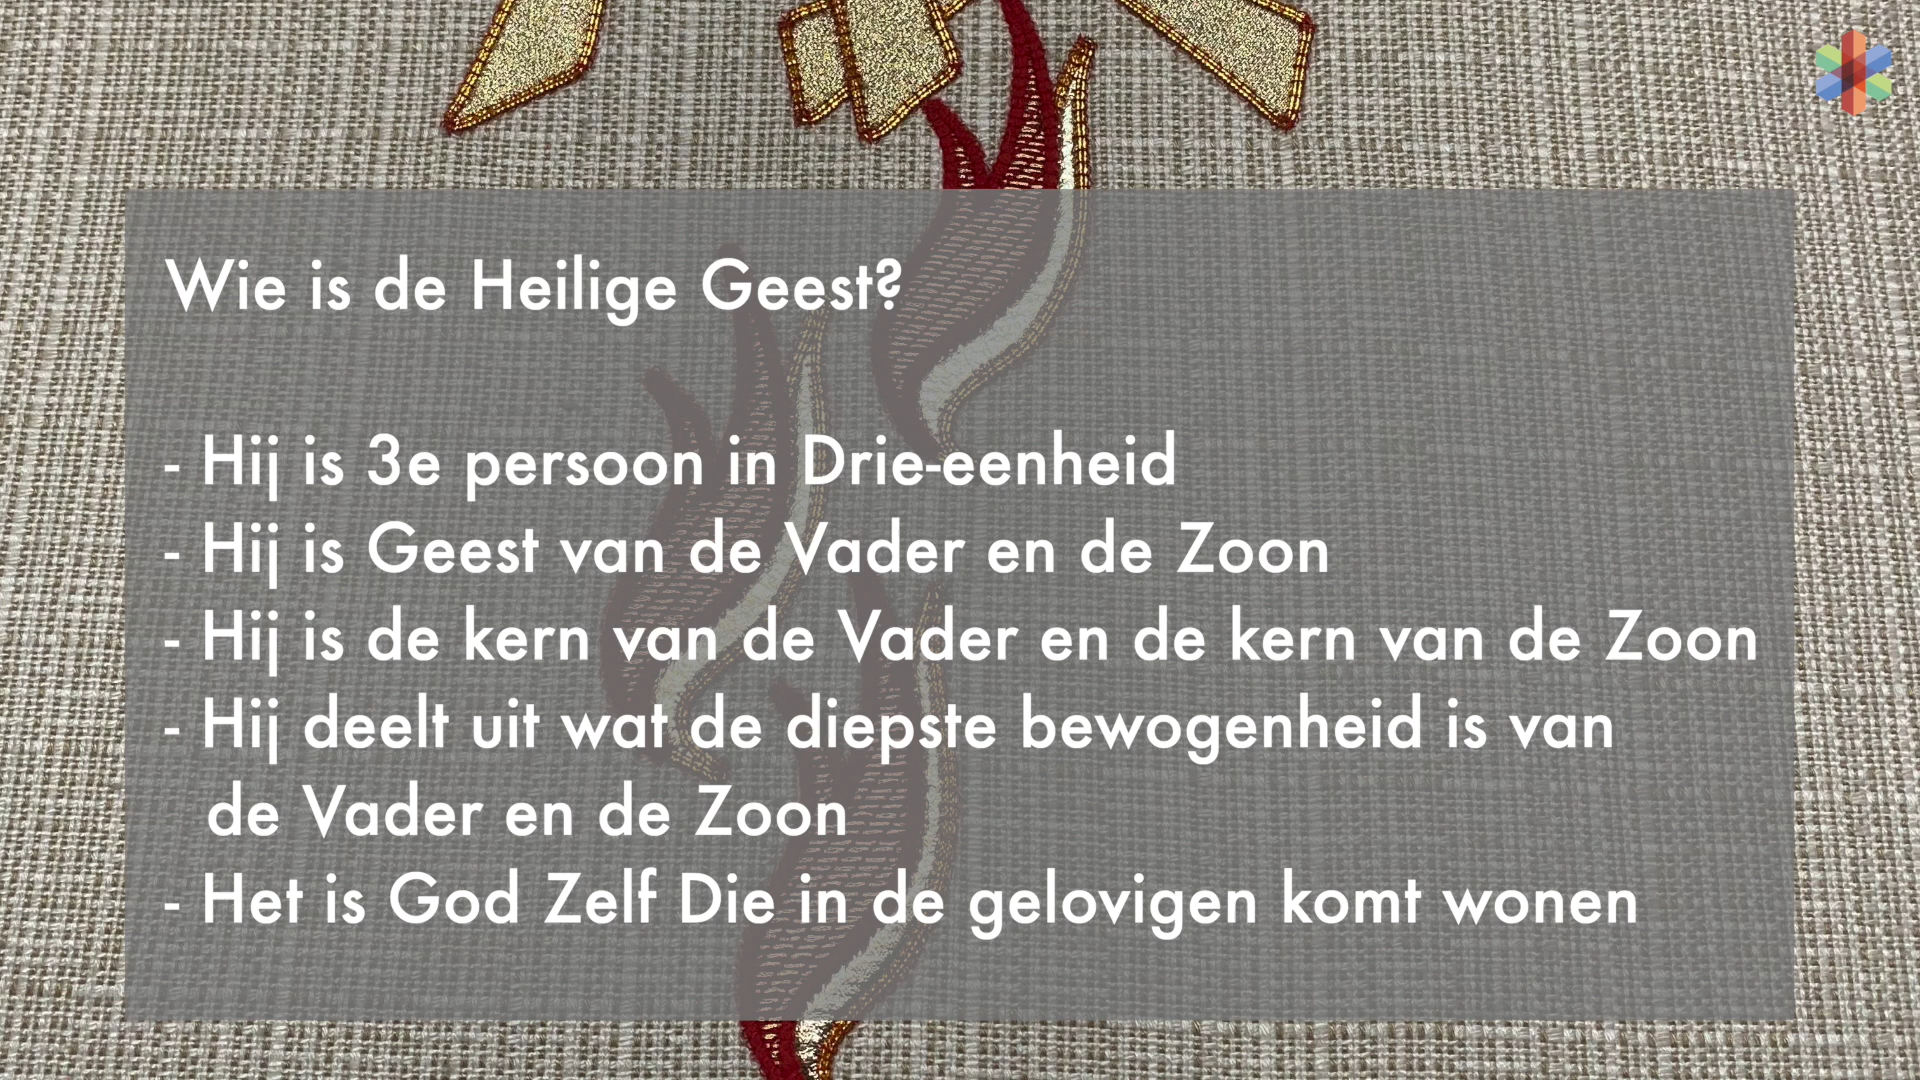 Wie is de Heilige Geest?
- Hij is 3e persoon in Drie-eenheid
- Hij is Geest van de Vader en de Zoon
- Hij is de kern van de Vader en de kern van de Zoon
- Hij deelt uit wat de diepste bewogenheid is van
de Vader en de Zoon
- Het is God Zelf Die in de gelovigen komt wonen